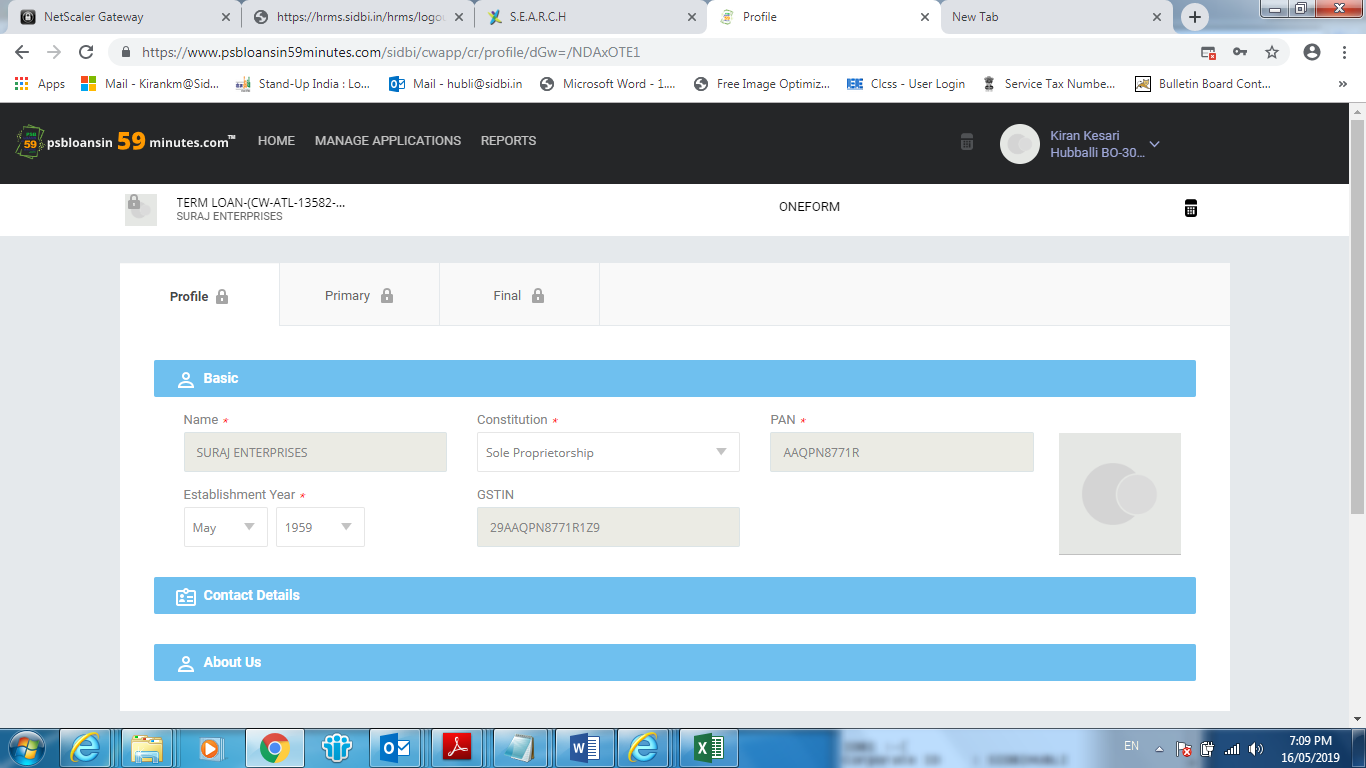 NetScaler Gateway
https://hrms.sidbi.in/hrms/logou
S.E.A.R.C.H
Profile
New Tab
https://www.psbloansin59minutes.com/sidbi/cwapp/cr/profile/dGw=/NDAxOTE1
Apps
Mail - Kirankm@Sid...
Stand-Up India : Lo...
Mail - hubli@sidbi.in
Microsoft Word - 1....
Free Image Optimiz...
Clcss - User Login
Service Tax Numbe...
Bulletin Board Cont...
»
psbloansin 59 minutes.com™
HOME
MANAGE APPLICATIONS
REPORTS
Kiran Kesari
Hubballi BO-30...
TERM LOAN-(CW-ATL-13582-...
SURAJ ENTERPRISES
ONEFORM
Profile
Primary
Final
Basic
Name *
Constitution *
PAN *
SURAJ ENTERPRISES
Sole Proprietorship
AAQPN8771R
Establishment Year *
GSTIN
May
1959
29AAQPN8771R1Z9
Contact Details
About Us
EN
7:09 PM
16/05/2019